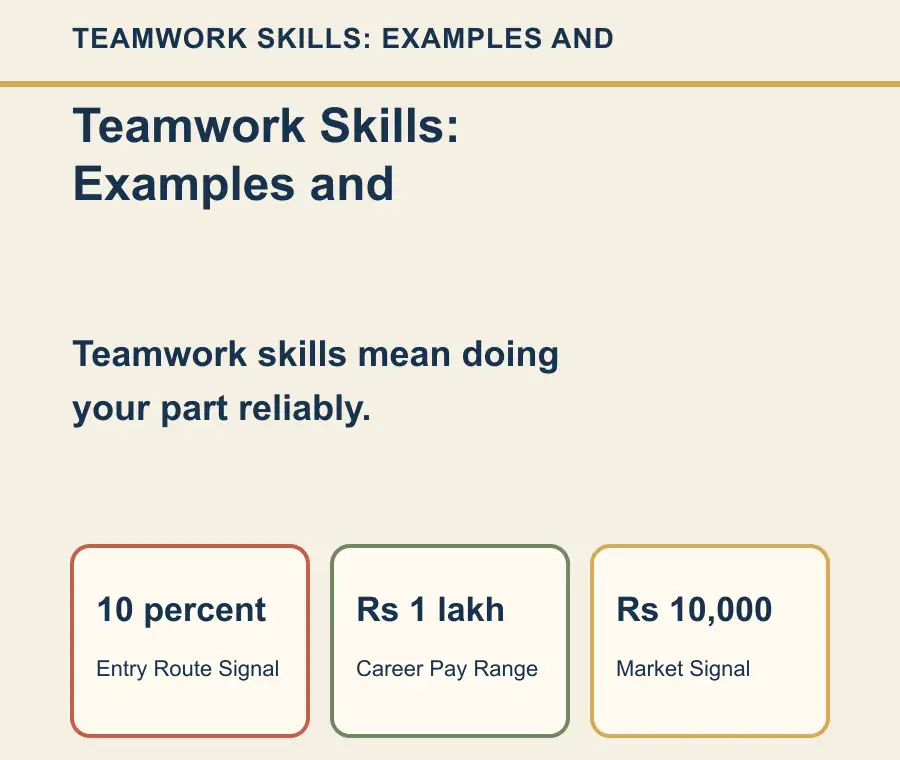 TEAMWORK SKILLS: EXAMPLES AND
Teamwork Skills:
Examples and
Teamwork skills mean doing
your part reliably.
10 percent
Entry Route Signal
Rs 1 lakh
Career Pay Range
Rs 10,000
Market Signal